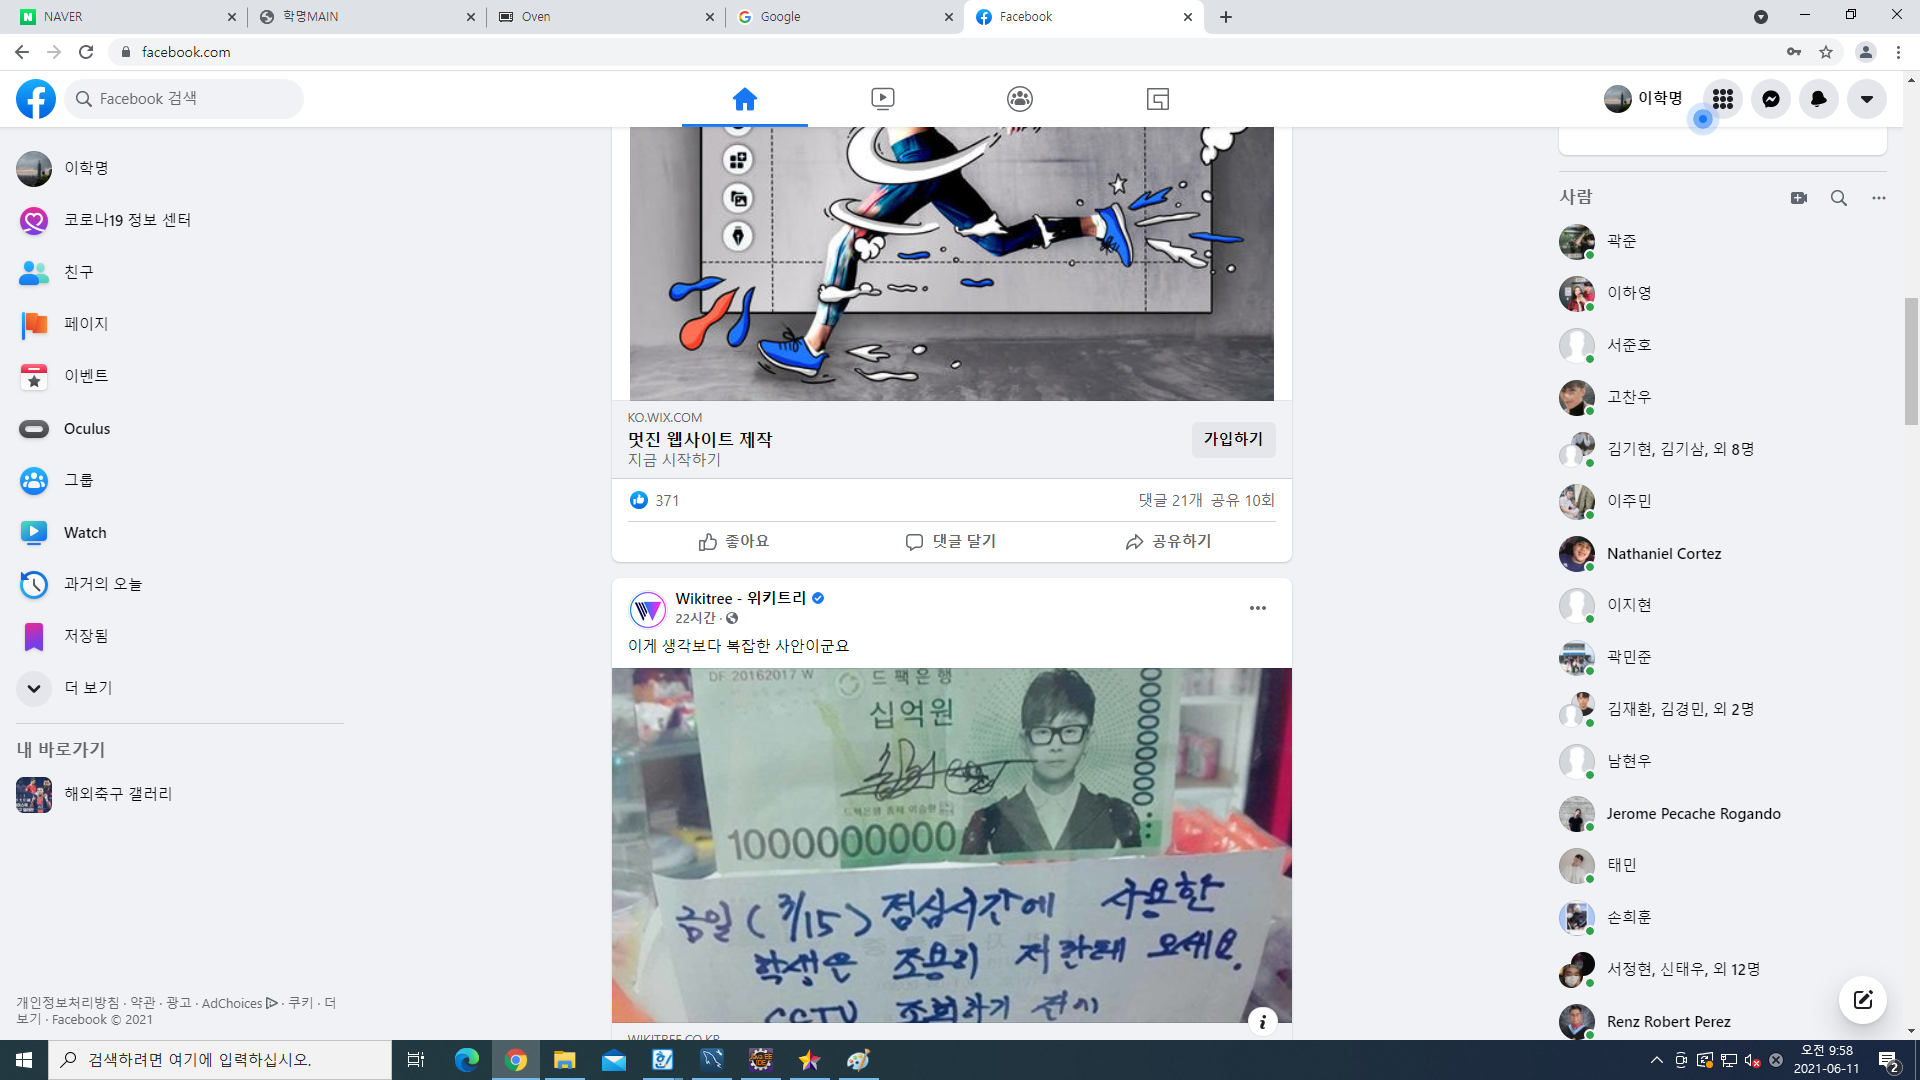 NAVER
학명MAIN
Oven
Google
Facebook
facebook.com
Facebook 검색
이학명
이학명
코로나19 정보 센터
친구
페이지
이벤트
Oculus
그룹
Watch
과거의 오늘
저장됨
더 보기
내 바로가기
해외축구 갤러리
개인정보처리방침 · 약관 · 광고 · AdChoices · 쿠키 · 더
보기 · Facebook © 2021
KO.WIX.COM
멋진 웹사이트 제작
지금 시작하기
가입하기
371
댓글 21개 공유 10회
좋아요
댓글 달기
공유하기
Wikitree - 위키트리
22시간 ·
이게 생각보다 복잡한 사안이군요
DF 20162017 W
드팩은행
십억원
1000000000
금일 (3/15) 점심시간에 사용한
학생은 조용히 저한테 오세요.
CCTV 조회하기 전에
WIKITREE.CO.KR
사람
곽준
이하영
서준호
고찬우
김기현, 김기삼, 외 8명
이주민
Nathaniel Cortez
이지현
곽민준
김재환, 김경민, 외 2명
남현우
Jerome Pecache Rogando
태민
손희훈
서정현, 신태우, 외 12명
Renz Robert Perez
검색하려면 여기에 입력하십시오.
오전 9:58
2021-06-11
2